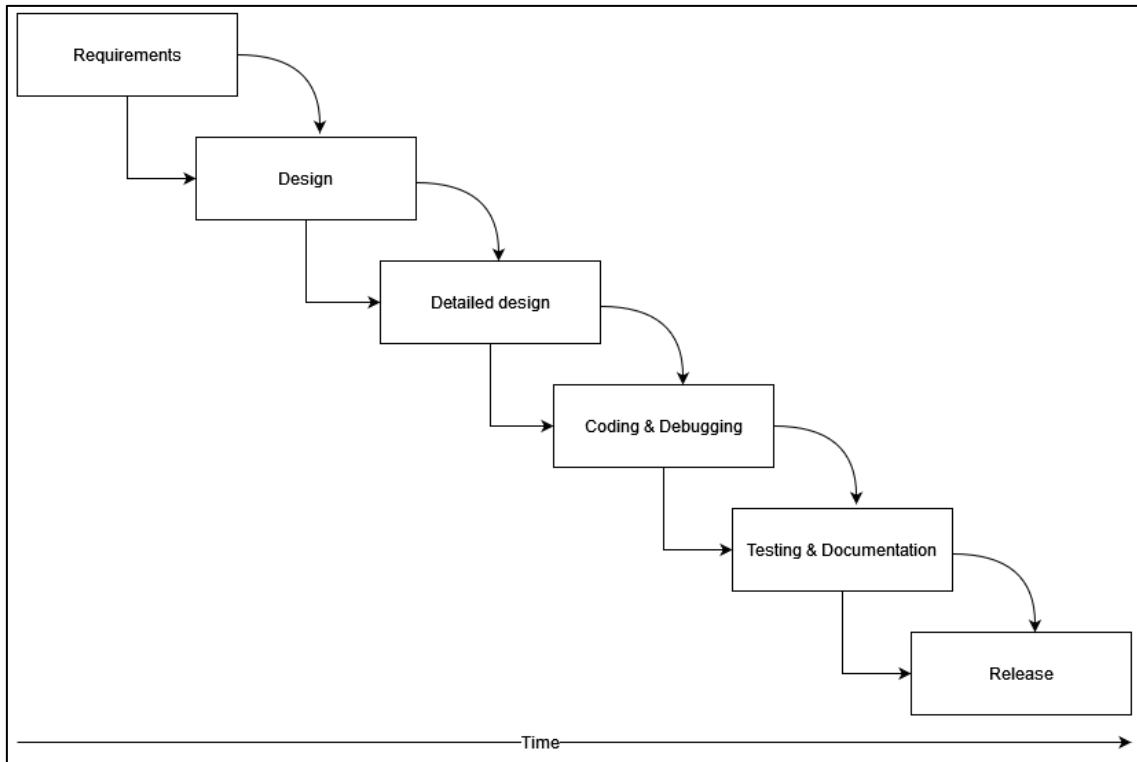 Requirements
Design
Detailed design
Coding & Debugging
Testing & Documentation
Release
Time